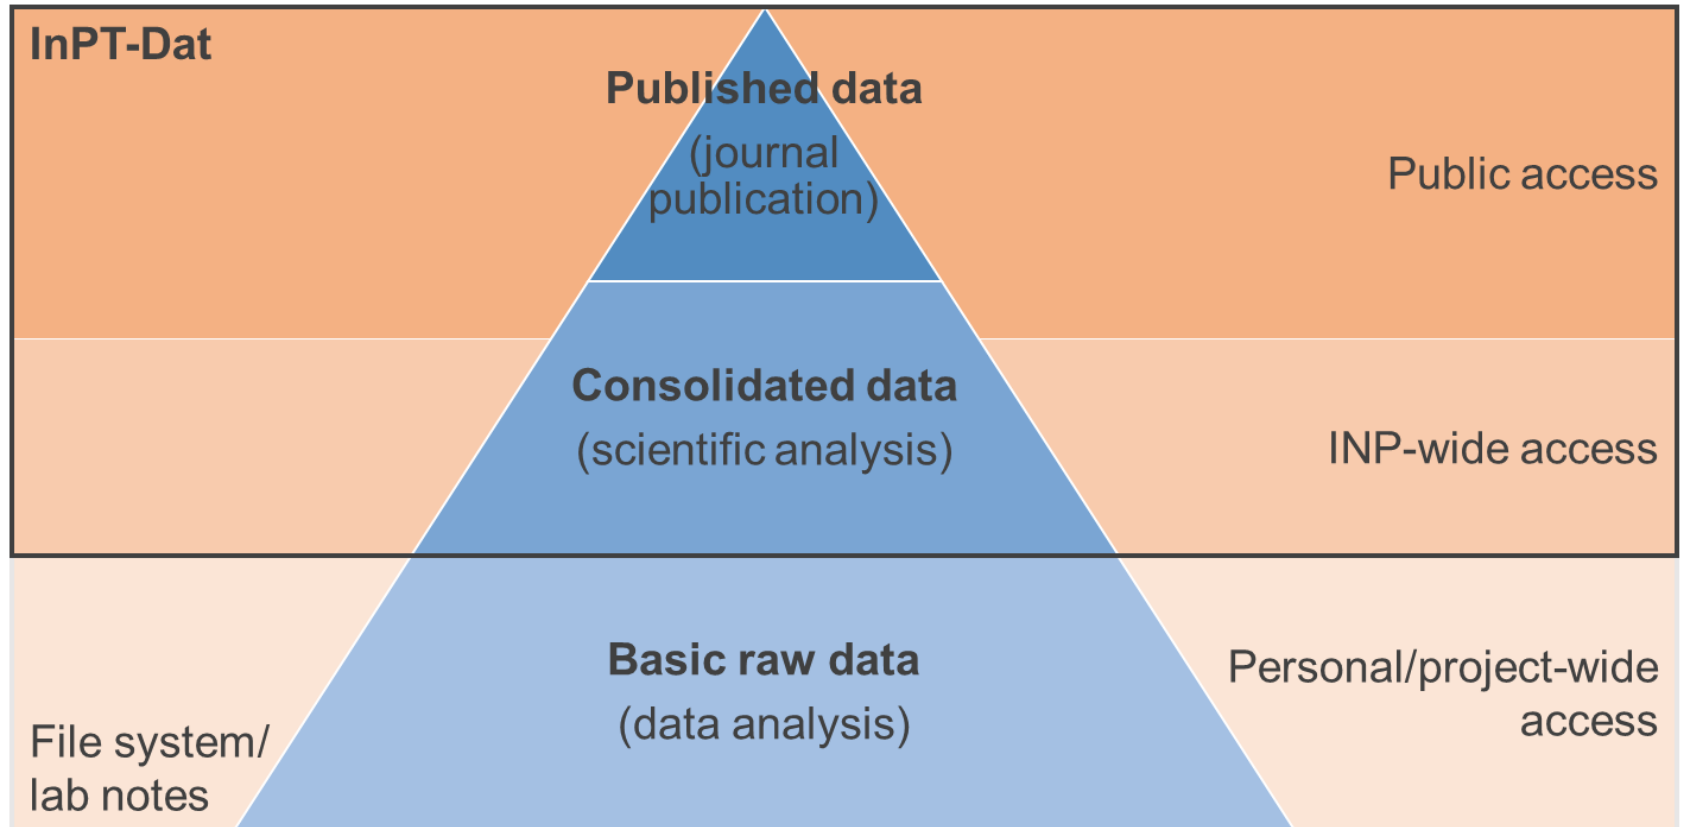 InPT-Dat
Published data
(journal
publication)
Public access
Consolidated data
(scientific analysis)
INP-wide access
Basic raw data
(data analysis)
Personal/project-wide
access
File system/
lab notes